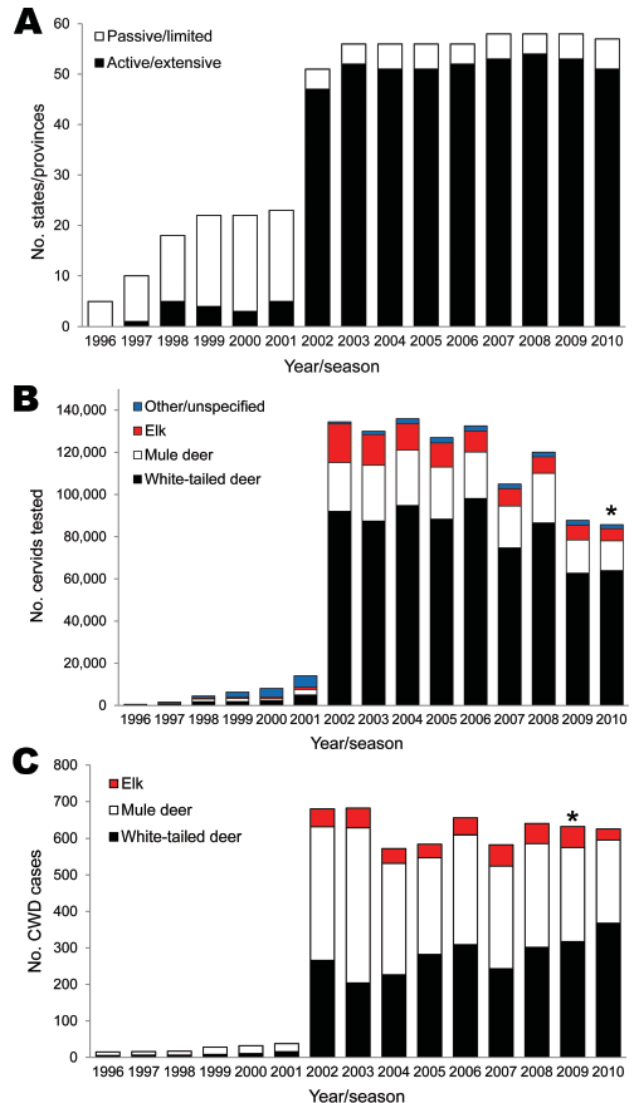 A
60
50
40
30
20
10
0
No. states/provinces
Passive/limited
Active/extensive
1996 1997 1998 1999 2000 2001 2002 2003 2004 2005 2006 2007 2008 2009 2010
Year/season
B
140,000
120,000
100,000
80,000
60,000
40,000
20,000
0
No. cervids tested
Other/unspecified
Elk
Mule deer
White-tailed deer
*
1996 1997 1998 1999 2000 2001 2002 2003 2004 2005 2006 2007 2008 2009 2010
Year/season
C
800
700
600
500
400
300
200
100
0
No. CWD cases
Elk
Mule deer
White-tailed deer
*
1996 1997 1998 1999 2000 2001 2002 2003 2004 2005 2006 2007 2008 2009 2010
Year/season